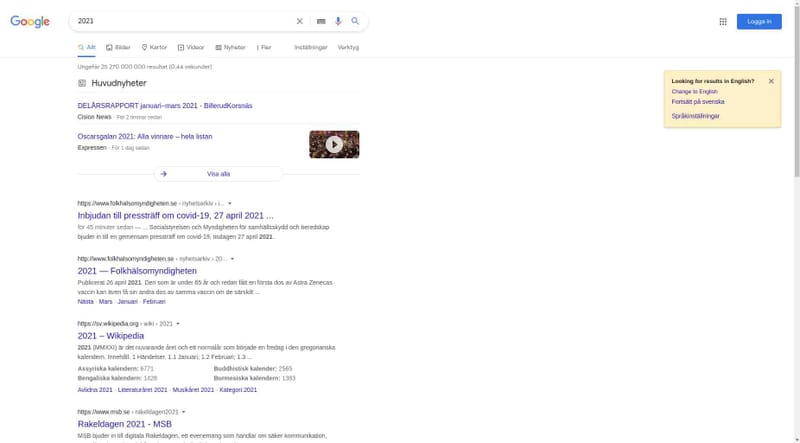 Google
2021
Logga in
Allt Bilder Kartor Videor Nyheter Fler Inställningar Verktyg
Ungefär 25 270 000 000 resultat (0,44 sekunder)
Huvudnyheter
DELÅRSRAPPORT januari–mars 2021 - BillerudKorsnäs
Cision News · För 2 timmar sedan
Oscarsgalan 2021: Alla vinnare – hela listan
Expressen · För 1 dag sedan
Visa alla
Looking for results in English?
Change to English
Fortsätt på svenska
Språkinställningar
https://www.folkhalsomyndigheten.se › nyhetsarkiv › i...
Inbjudan till pressträff om covid-19, 27 april 2021 ...
för 45 minuter sedan — ... Socialstyrelsen och Myndigheten för samhällsskydd och beredskap
bjuder in till en gemensam pressträff om covid-19, tisdagen 27 april 2021.
http://www.folkhalsomyndigheten.se › nyhetsarkiv › 20...
2021 — Folkhälsomyndigheten
Publicerat 26 april 2021. Den som är under 65 år och redan fått en första dos av Astra Zenecas
vaccin kan även få sin andra dos av samma vaccin om de särskilt ...
Nästa · Mars · Januari · Februari
https://sv.wikipedia.org › wiki › 2021
2021 – Wikipedia
2021 (MMXXI) är det nuvarande året och ett normalår som började en fredag i den gregorianska
kalendern. Innehåll. 1 Händelser. 1.1 Januari; 1.2 Februari; 1.3 ...
Assyriska kalendern: 6771 Buddhistisk kalender: 2565
Bengaliska kalendern: 1428 Burmesiska kalendern: 1383
Avlidna 2021 · Litteraturåret 2021 · Musikåret 2021 · Kategori 2021
https://www.msb.se › rakeldagen2021
Rakeldagen 2021 - MSB
MSB bjuder in till digitala Rakeldagen, ett evenemang som handlar om säker kommunikation,